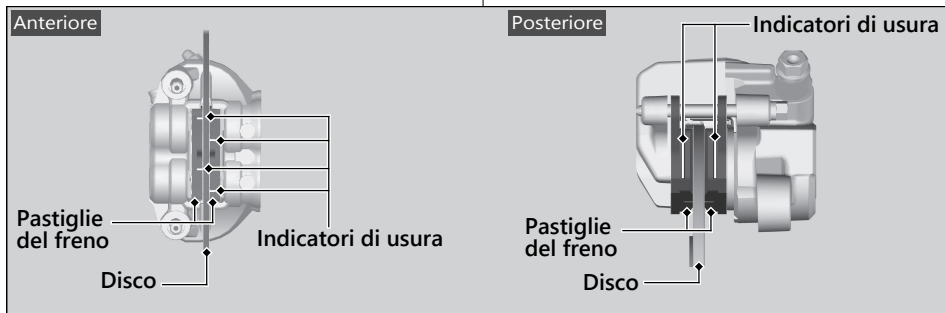 Anteriore
Pastiglie
del freno
Indicatori di usura
Disco
Posteriore
Indicatori di usura
Pastiglie
del freno
Disco